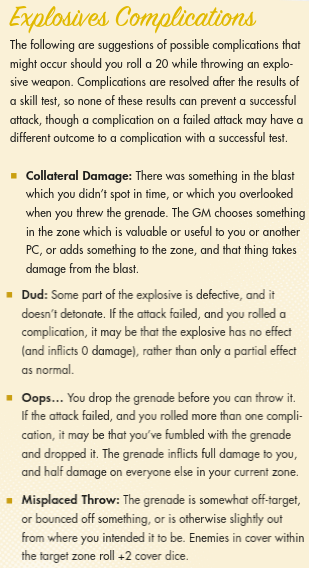 Explosives Complications
The following are suggestions of possible complications that
might occur should you roll a 20 while throwing an explo-
sive weapon. Complications are resolved after the results of
a skill test, so none of these results can prevent a successful
attack, though a complication on a failed attack may have a
different outcome to a complication with a successful test.
■ Collateral Damage: There was something in the blast
which you didn't spot in time, or which you overlooked
when you threw the grenade. The GM chooses something
in the zone which is valuable or useful to you or another
PC, or adds something to the zone, and that thing takes
damage from the blast.
■ Dud: Some part of the explosive is defective, and it
doesn't detonate. If the attack failed, and you rolled a
complication, it may be that the explosive has no effect
(and inflicts 0 damage), rather than only a partial effect
as normal.
■ Oops... You drop the grenade before you can throw it.
If the attack failed, and you rolled more than one compli-
cation, it may be that you've fumbled with the grenade
and dropped it. The grenade inflicts full damage to you,
and half damage on everyone else in your current zone.
■ Misplaced Throw: The grenade is somewhat off-target,
or bounced off something, or is otherwise slightly out
from where you intended it to be. Enemies in cover within
the target zone roll +2 cover dice.